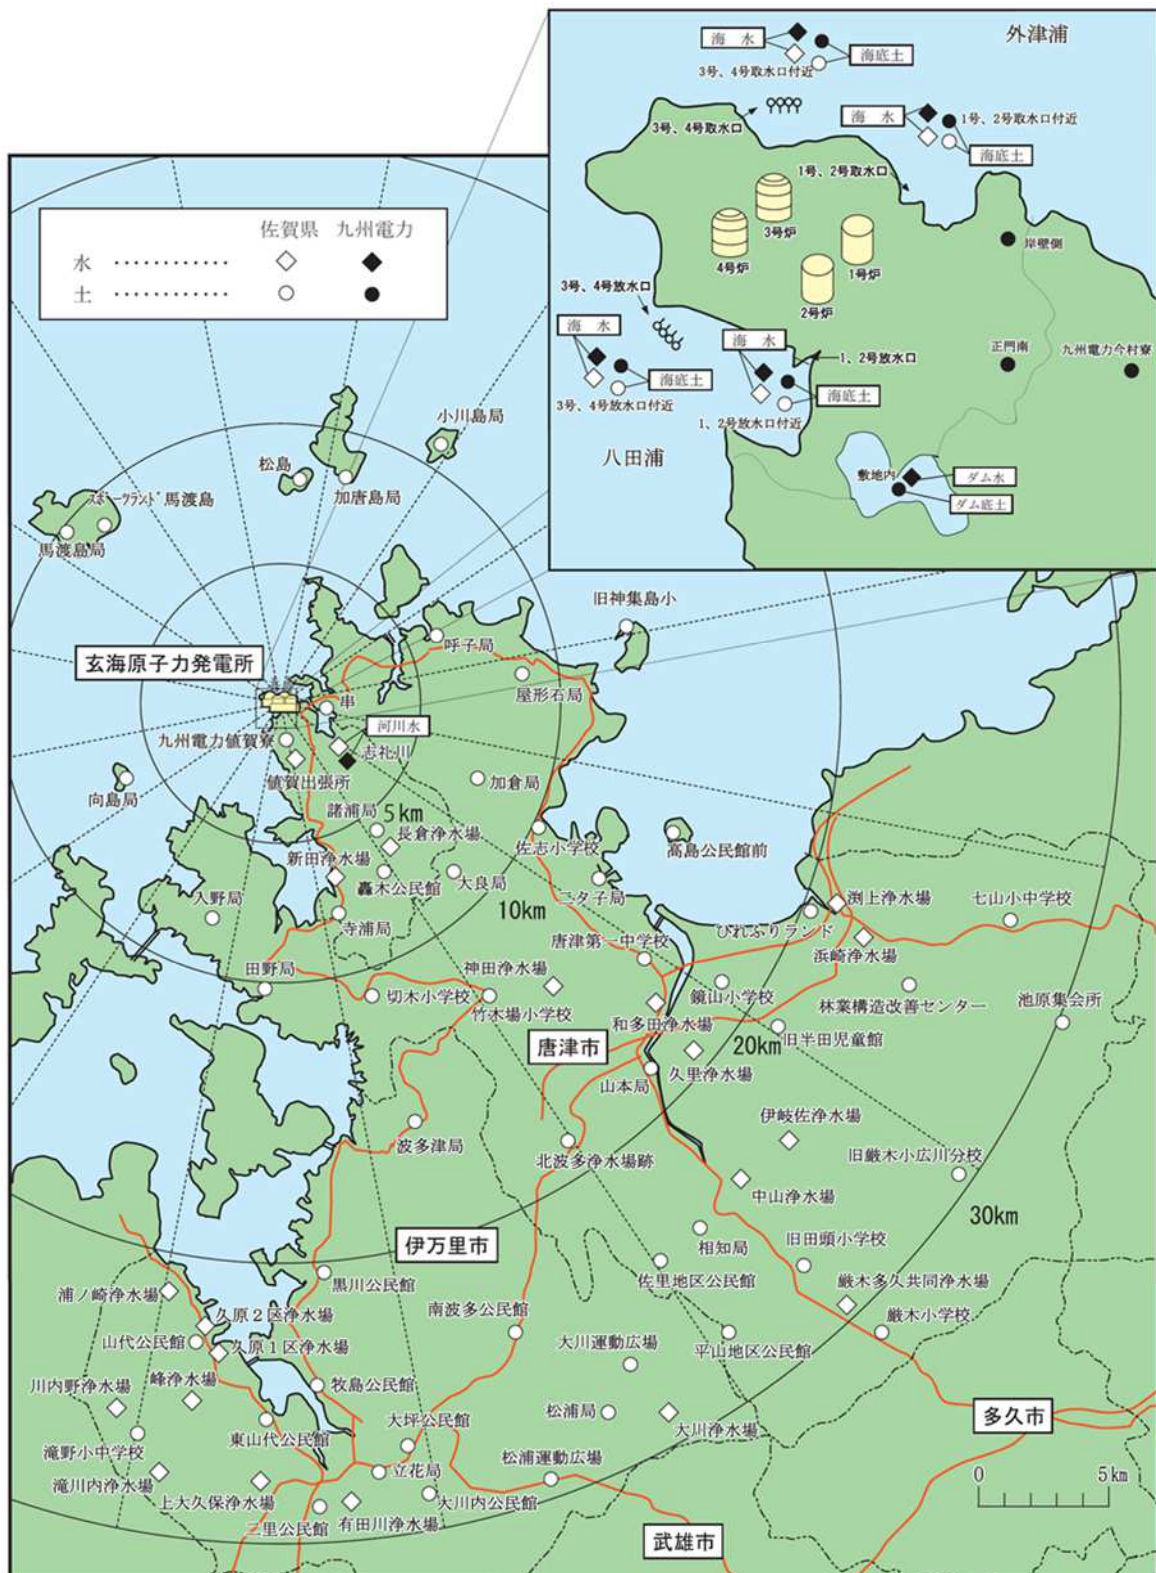 外津浦
海 水
海底土
3号、4号取水口付近
3号、4号取水口
海 水
1号、2号取水口付近
海底土
1号、2号取水口
3号炉
4号炉
1号炉
2号炉
岸壁側
3号、4号放水口
海 水
海底土
3号、4号放水口付近
海 水
1、2号放水口
海底土
1、2号放水口付近
正門南
九州電力今村寮
八田浦
敷地内
ダム水
ダム底土
佐賀県 九州電力
水 …………
土 …………
小川島局
松島
加唐島局
スポーツランド馬渡島
馬渡島局
旧神集島小
呼子局
玄海原子力発電所
屋形石局
串
河川水
九州電力値賀寮
志礼川
値賀出張所
向島局
加倉局
諸浦局
5km
長倉浄水場
佐志小学校
高島公民館前
新田浄水場
轟木公民館
大良局
二タ子局
入野局
寺浦局
10km
渕上浄水場
七山小中学校
ひれふりランド
唐津第一中学校
浜崎浄水場
田野局
神田浄水場
切木小学校
竹木場小学校
鏡山小学校
林業構造改善センター
池原集会所
和多田浄水場
唐津市
20km
旧半田児童館
久里浄水場
山本局
波多津局
伊岐佐浄水場
北波多浄水場跡
旧厳木小広川分校
中山浄水場
30km
伊万里市
相知局
旧田頭小学校
佐里地区公民館
黒川公民館
厳木多久共同浄水場
浦ノ崎浄水場
久原2区浄水場
南波多公民館
厳木小学校
山代公民館
久原1区浄水場
大川運動広場
平山地区公民館
峰浄水場
川内野浄水場
牧島公民館
松浦局
大川浄水場
多久市
大坪公民館
東山代公民館
滝野小中学校
立花局
松浦運動広場
滝川内浄水場
上大久保浄水場
大川内公民館
二里公民館
有田川浄水場
武雄市
0 5km